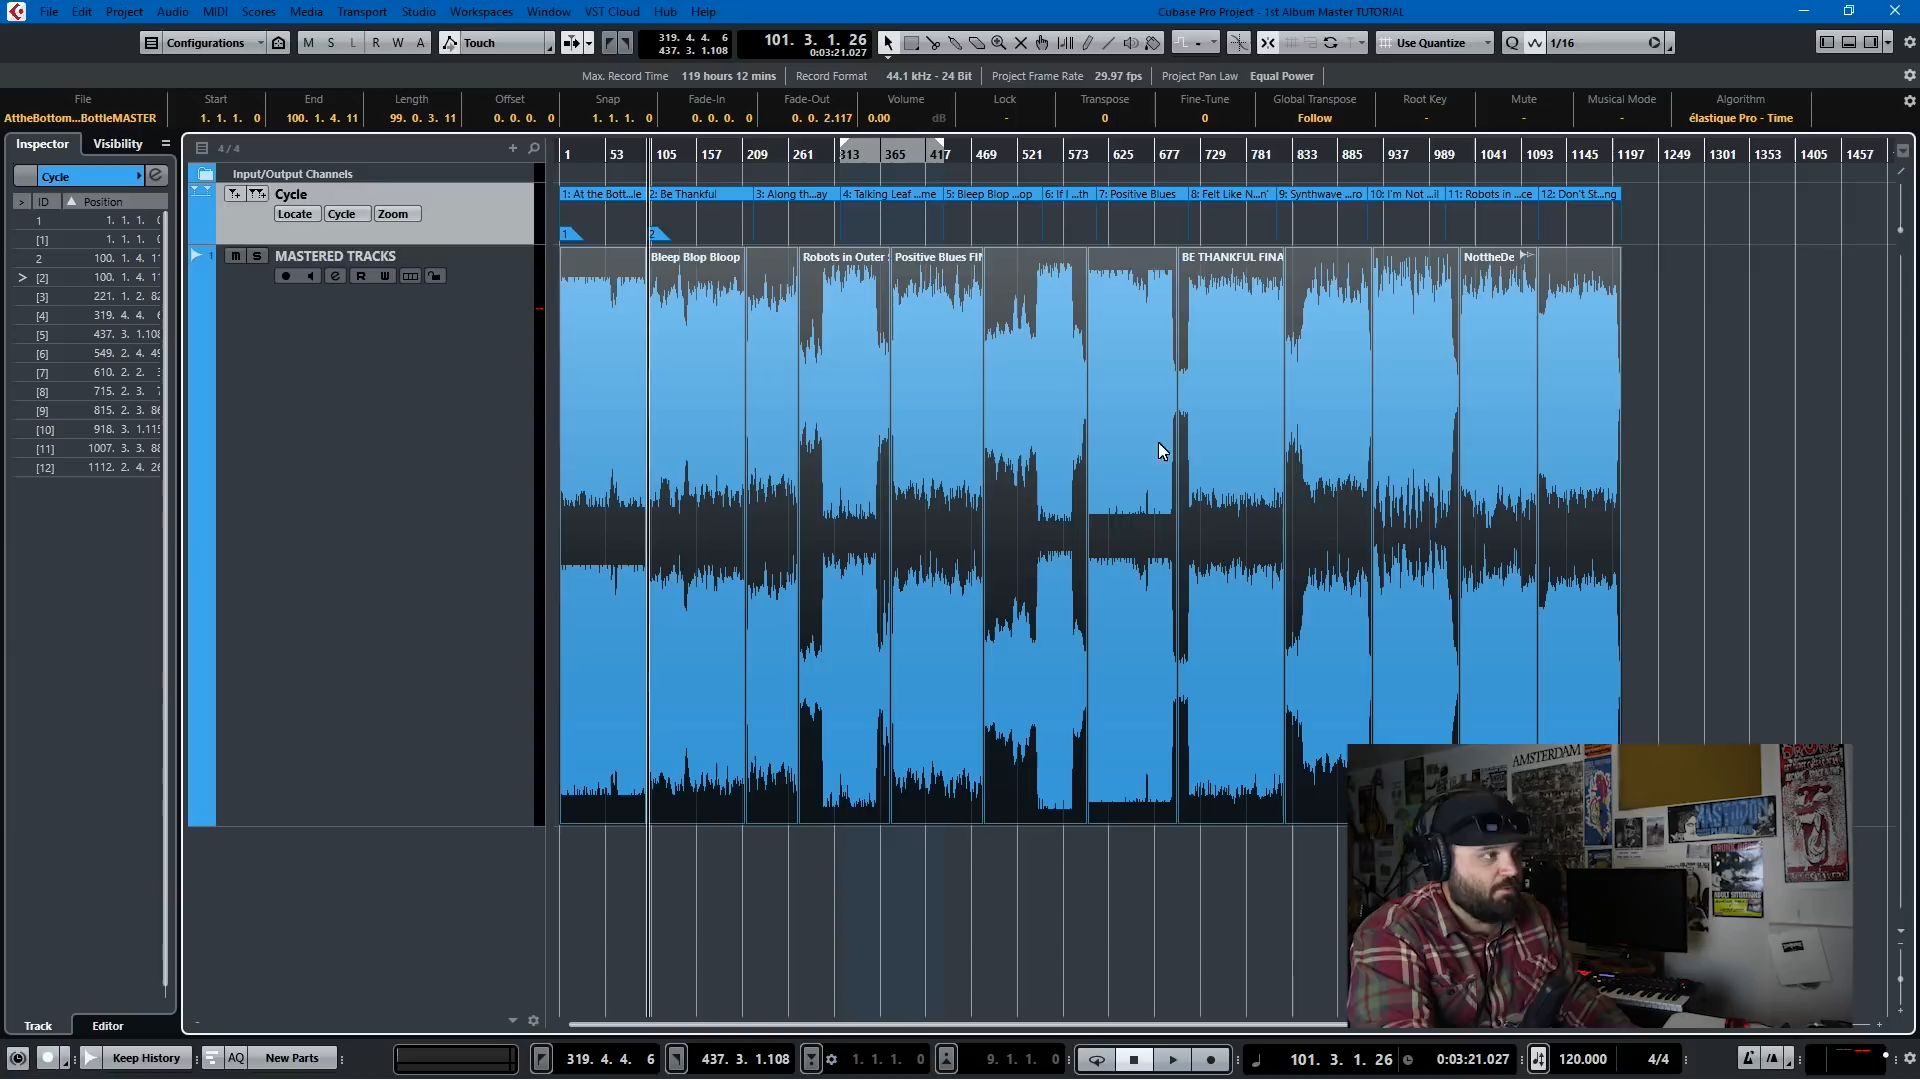 File Edit Project Audio MIDI Scores Media Transport Studio Workspaces Window VST Cloud Hub Help
Cubase Pro Project - 1st Album Master TUTORIAL
Configurations M S L R W A Touch
319. 4. 4. 6
437. 3. 1.108
101. 3. 1. 26
0:03:21.027
Use Quantize Q 1/16
Max. Record Time 119 hours 12 mins Record Format 44.1 kHz - 24 Bit Project Frame Rate 29.97 fps Project Pan Law Equal Power
File Start End Length Offset Snap Fade-In Fade-Out Volume Lock Transpose Fine-Tune Global Transpose Root Key Mute Musical Mode Algorithm
AttheBottom...BottleMASTER 1. 1. 1. 0 100. 1. 4. 11 99. 0. 3. 11 0. 0. 0. 0 1. 1. 1. 0 0. 0. 0. 0 0. 0. 2.117 0.00 dB - 0 0 Follow - - - élastique Pro - Time
Inspector Visibility
4 / 4
1 53 105 157 209 261 313 365 417 469 521 573 625 677 729 781 833 885 937 989 1041 1093 1145 1197 1249 1301 1353 1405 1457
Cycle
Input/Output Channels
> ID Position
Cycle
Locate Cycle Zoom
1: At the Bott...le 2: Be Thankful 3: Along th...ay 4: Talking Leaf ...me 5: Bleep Blop ...op 6: If I ...th 7: Positive Blues 8: Felt Like N...n' 9: Synthwave ...ro 10: I'm Not ...il 11: Robots in ...ce 12: Don't St...ng
1 2
1 1. 1. 1.
[1] 1. 1. 1.
2 100. 1. 4. 11
> [2] 100. 1. 4. 11
[3] 221. 1. 2. 82
[4] 319. 4. 4. 6
[5] 437. 3. 1.108
[6] 549. 2. 4. 49
[7] 610. 2. 2. 3
[8] 715. 2. 3. 7
[9] 815. 2. 3. 86
[10] 918. 3. 1.115
[11] 1007. 3. 3. 88
[12] 1112. 2. 4. 26
1 m s MASTERED TRACKS
R W
Bleep Blop Bloop Robots in Outer Positive Blues FI BE THANKFUL FINA NottheDe
AMSTERDAM
MASTODON
ADULT SITUATIONS
Track Editor
Keep History AQ New Parts
319. 4. 4. 6 437. 3. 1.108 1. 1. 1. 0 9. 1. 1. 0
101. 3. 1. 26 0:03:21.027 120.000 4/4